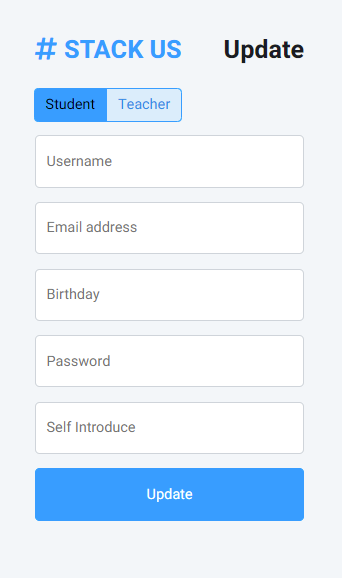 # STACK US Update
Student Teacher
Username
Email address
Birthday
Password
Self Introduce
Update